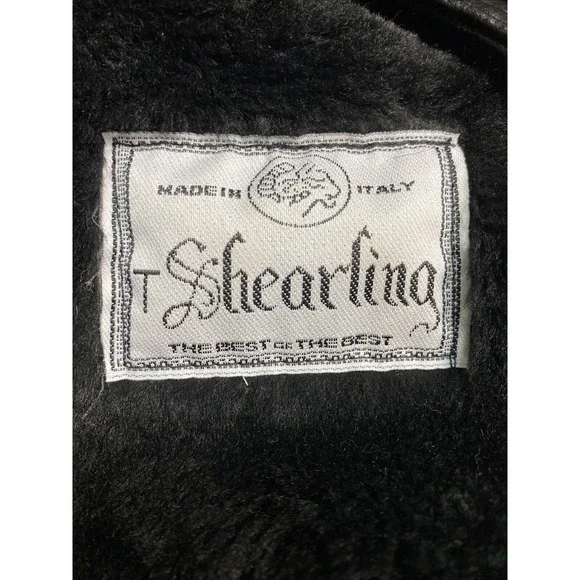 MADE IN ITALY
T Shearling
THE BEST OF THE BEST